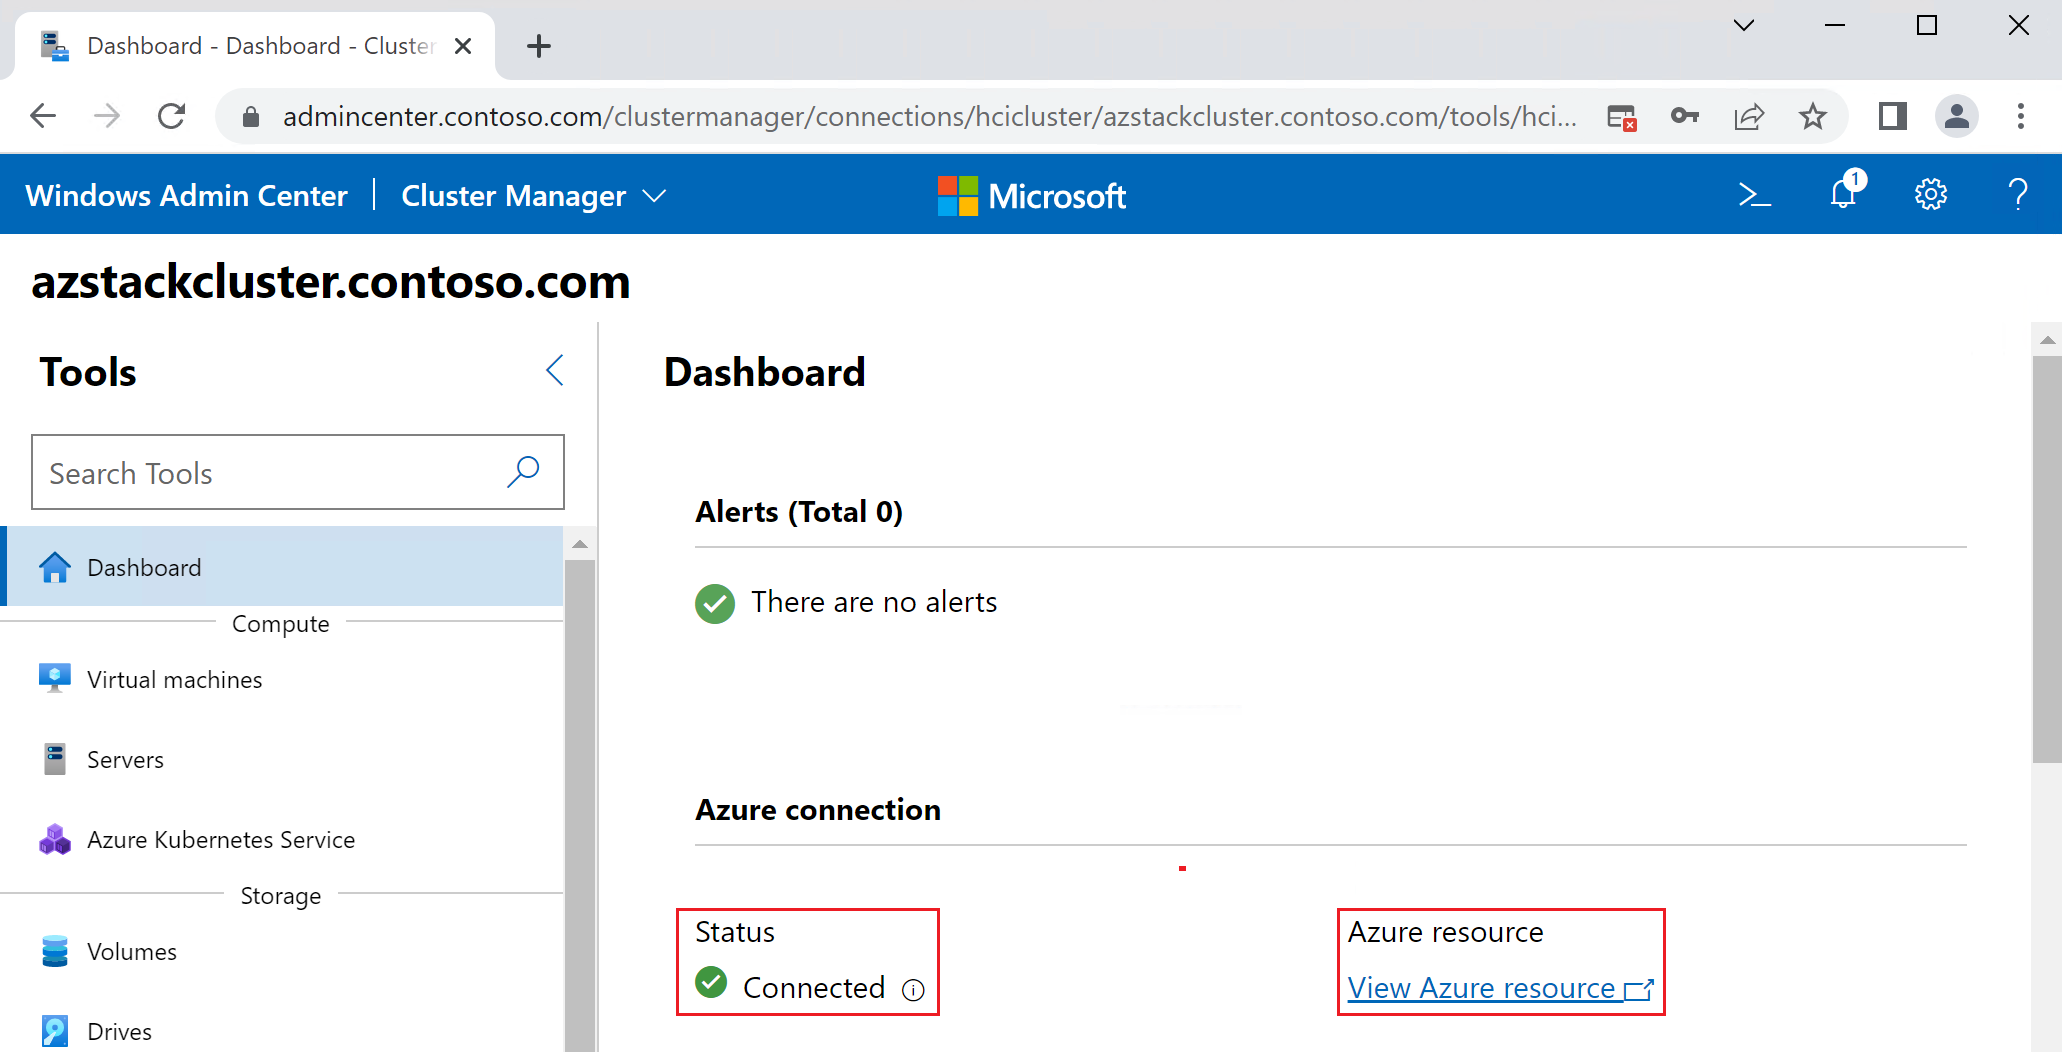 Dashboard - Dashboard - Cluster
admincenter.contoso.com/clustermanager/connections/hcicluster/azstackcluster.contoso.com/tools/hci...
Windows Admin Center | Cluster Manager
Microsoft
1
azstackcluster.contoso.com
Tools
Search Tools
Dashboard
Compute
Virtual machines
Servers
Azure Kubernetes Service
Storage
Volumes
Drives
Dashboard
Alerts (Total 0)
There are no alerts
Azure connection
Status
Connected
Azure resource
View Azure resource